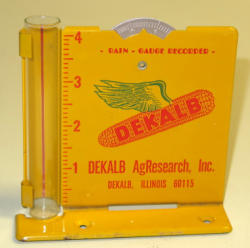 - RAIN - GAUGE RECORDER -
4
3
2
1
DEKALB
DEKALB AgResearch, Inc.
DEKALB, ILLINOIS 60115